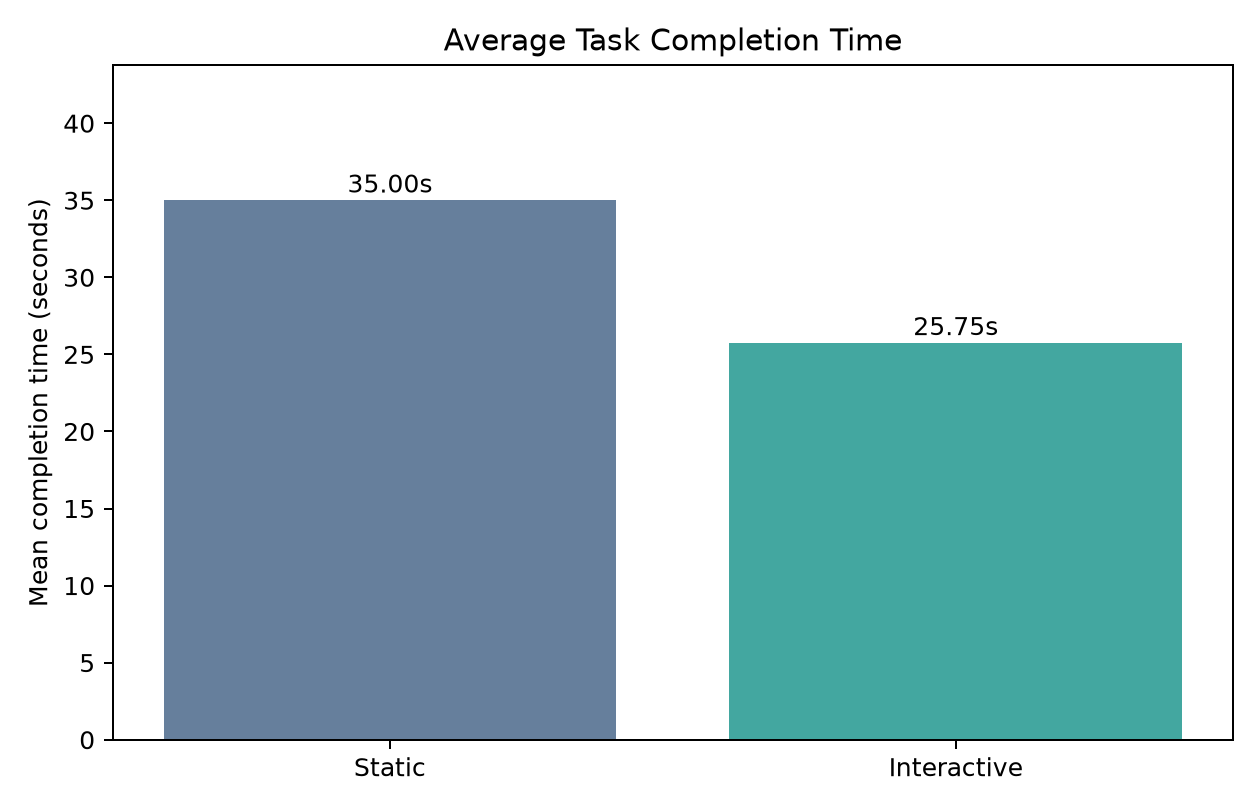 Average Task Completion Time
Mean completion time (seconds)
40
35
30
25
20
15
10
5
0
35.00s
25.75s
Static
Interactive